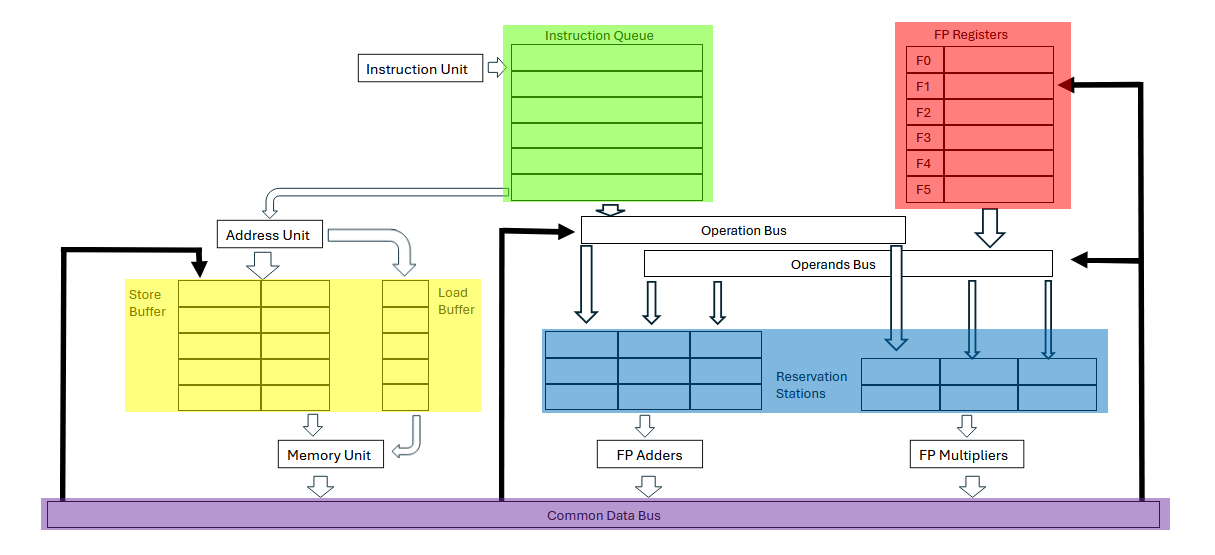 Instruction Queue
FP Registers
Instruction Unit
F0
F1
F2
F3
F4
F5
Address Unit
Operation Bus
Operands Bus
Store
Buffer
Load
Buffer
Reservation
Stations
Memory Unit
FP Adders
FP Multipliers
Common Data Bus